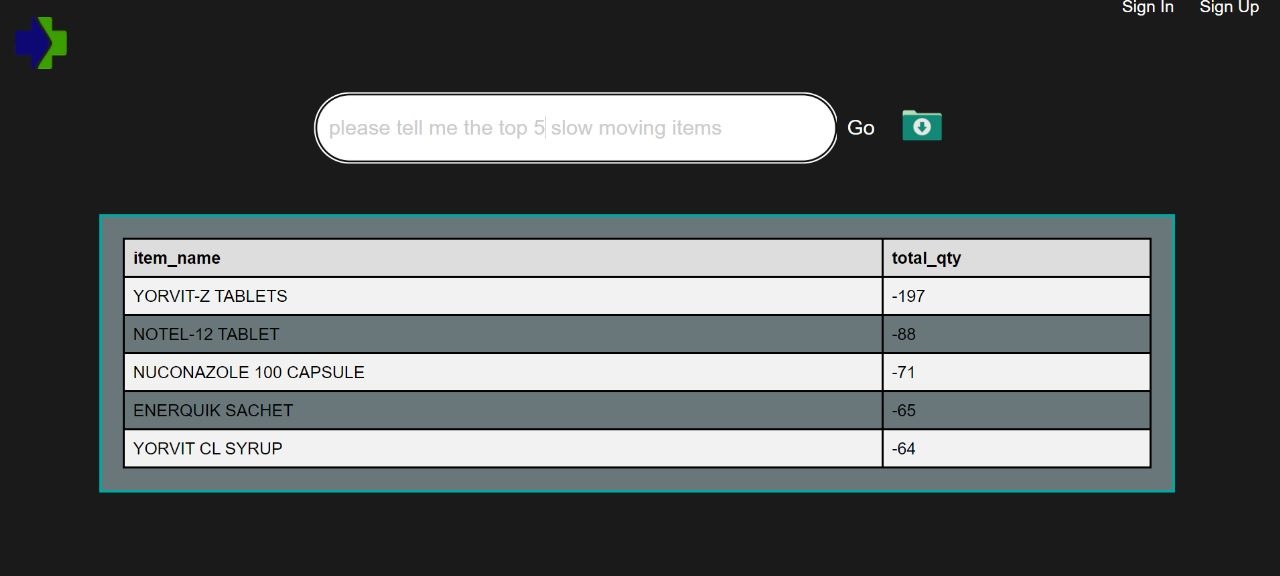 Sign In Sign Up
please tell me the top 5 slow moving items Go
item_name total_qty
YORVIT-Z TABLETS -197
NOTEL-12 TABLET -88
NUCONAZOLE 100 CAPSULE -71
ENERQUIK SACHET -65
YORVIT CL SYRUP -64